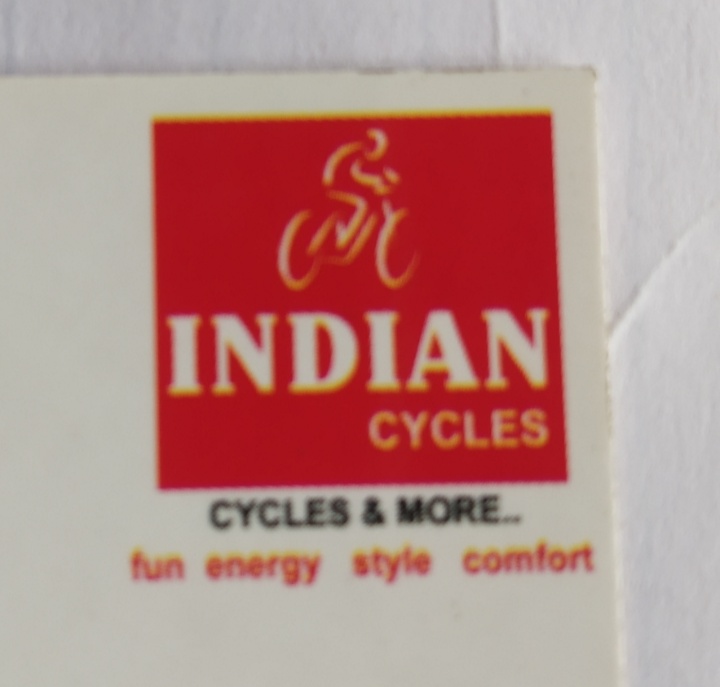 INDIAN
CYCLES
CYCLES & MORE..
fun energy style comfort